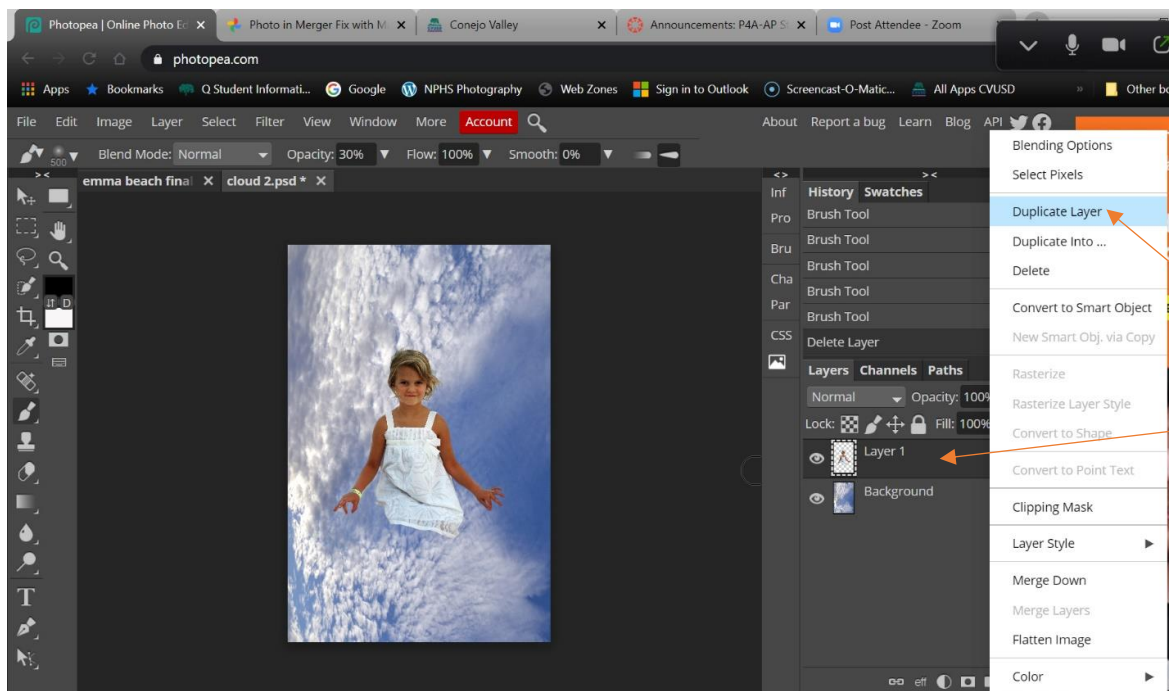 Photopea | Online Photo Ed
Photo in Merger Fix with M
Conejo Valley
Announcements: P4A-AP S
Post Attendee - Zoom
photopea.com
Apps
Bookmarks
Q Student Informati...
Google
NPHS Photography
Web Zones
Sign in to Outlook
Screencast-O-Matic...
All Apps CVUSD
»
Other bo
File Edit Image Layer Select Filter View Window More Account
About Report a bug Learn Blog API
500 Blend Mode: Normal Opacity: 30% Flow: 100% Smooth: 0%
> < emma beach final X cloud 2.psd * X
<> > <
Inf
Pro
Bru
Cha
Par
CSS
History Swatches
Brush Tool
Brush Tool
Brush Tool
Brush Tool
Brush Tool
Delete Layer
Layers Channels Paths
Normal Opacity: 100%
Lock: Fill: 100%
Layer 1
Background
eff
D
T
Blending Options
Select Pixels
Duplicate Layer
Duplicate Into ...
Delete
Convert to Smart Object
New Smart Obj. via Copy
Rasterize
Rasterize Layer Style
Convert to Shape
Convert to Point Text
Clipping Mask
Layer Style
Merge Down
Merge Layers
Flatten Image
Color